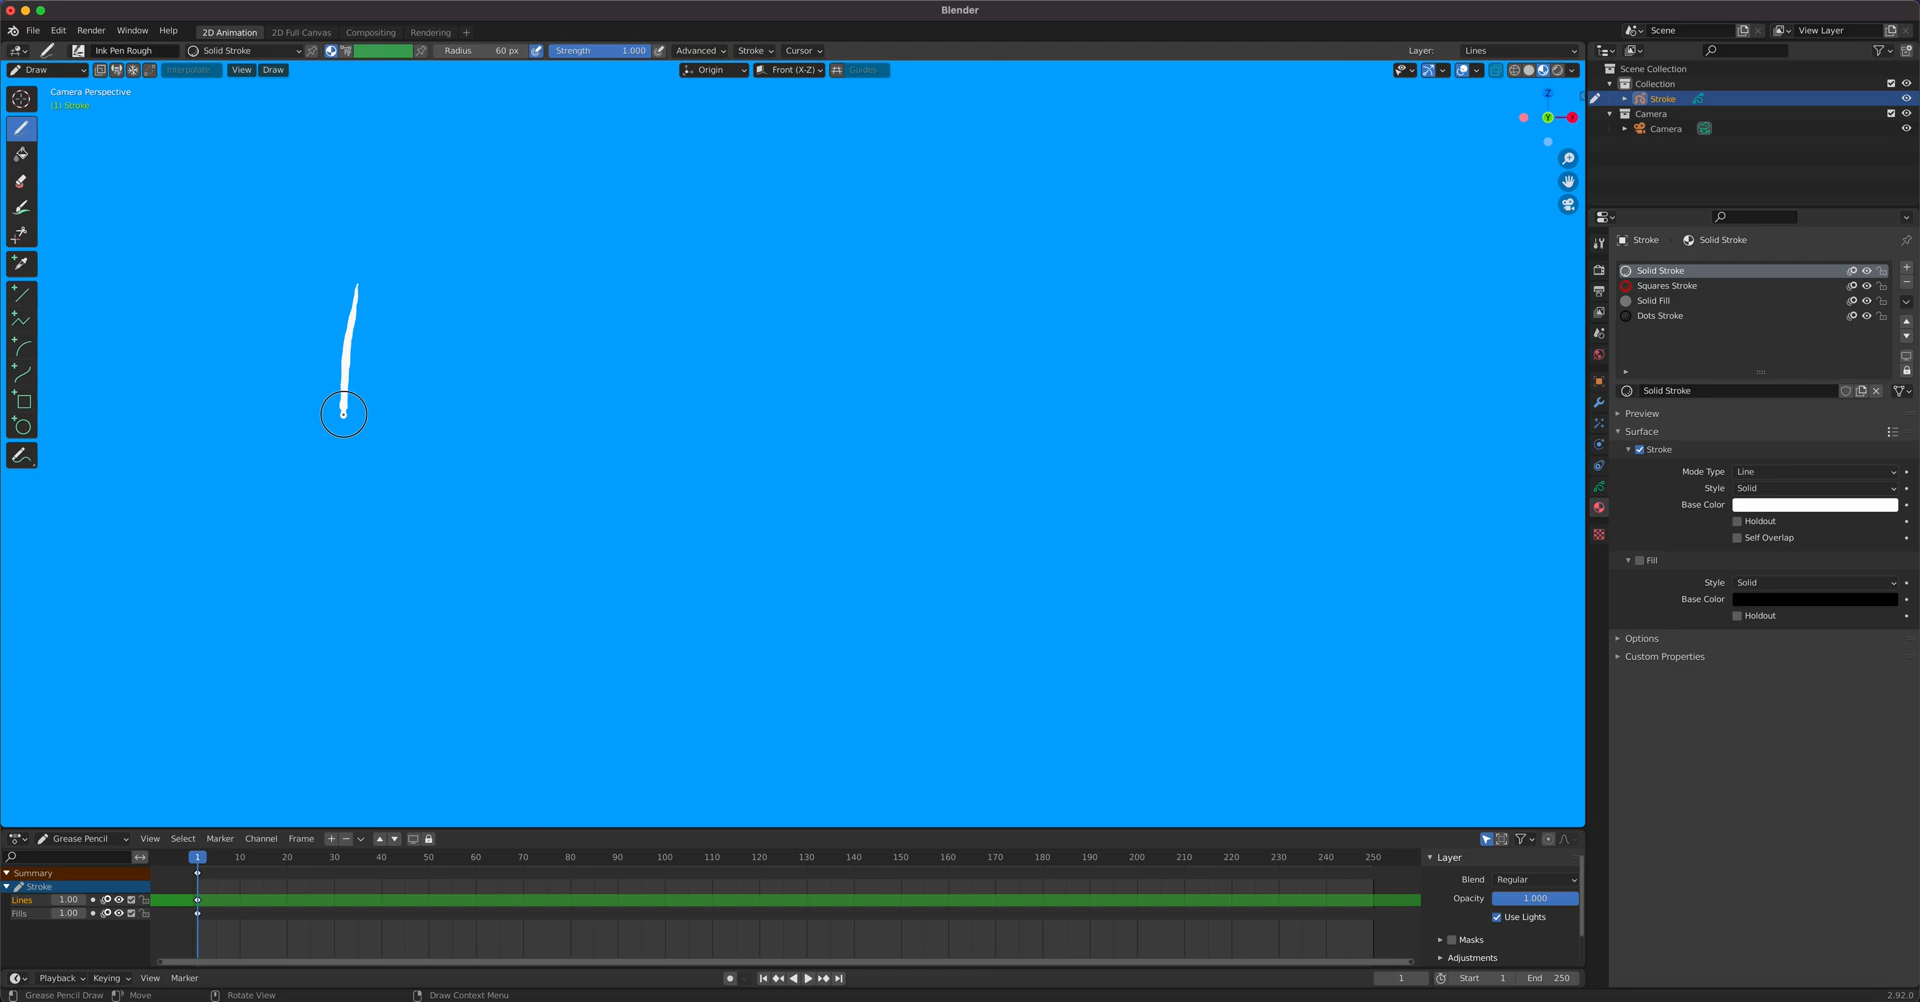 Blender
File Edit Render Window Help 2D Animation 2D Full Canvas Compositing Rendering + Scene View Layer
Ink Pen Rough Solid Stroke Radius 60 px Strength 1.000 Advanced Stroke Cursor Layer: Lines
Draw Interpolate View Draw Origin Front (X-Z) Guides
Camera Perspective
(1) Stroke
Z
Y
X
Scene Collection
Collection
Stroke
Camera
Camera
Stroke Solid Stroke
Solid Stroke
Squares Stroke
Solid Fill
Dots Stroke
Solid Stroke
Preview
Surface
Stroke
Mode Type Line
Style Solid
Base Color
Holdout
Self Overlap
Fill
Style Solid
Base Color
Holdout
Options
Custom Properties
Grease Pencil View Select Marker Channel Frame
1 10 20 30 40 50 60 70 80 90 100 110 120 130 140 150 160 170 180 190 200 210 220 230 240 250
Summary
Stroke
Lines 1.00
Fills 1.00
Layer
Blend Regular
Opacity 1.000
Use Lights
Masks
Adjustments
Playback Keying View Marker 1 Start 1 End 250
Grease Pencil Draw Move Rotate View Draw Context Menu 2.92.0